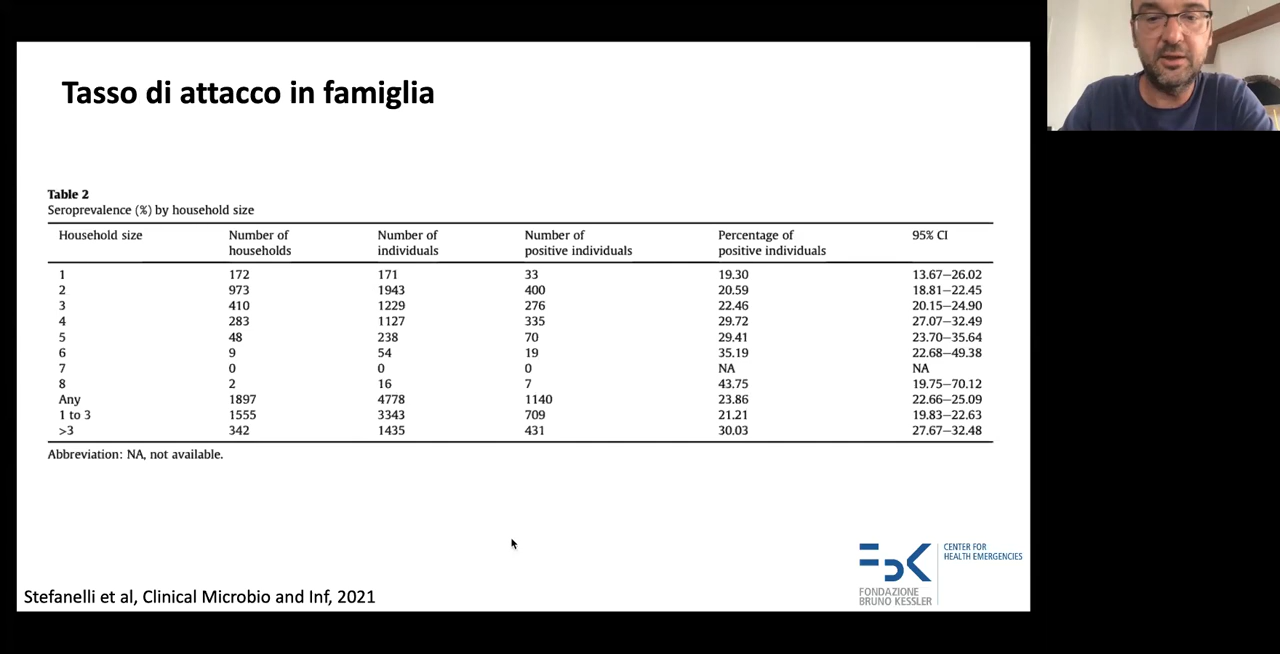 Tasso di attacco in famiglia
Table 2
Seroprevalence (%) by household size
Household size Number of households Number of individuals Number of positive individuals Percentage of positive individuals 95% CI
1 172 171 33 19.30 13.67–26.02
2 973 1943 400 20.59 18.81–22.45
3 410 1229 276 22.46 20.15–24.90
4 283 1127 335 29.72 27.07–32.49
5 48 238 70 29.41 23.70–35.64
6 9 54 19 35.19 22.68–49.38
7 0 0 0 NA NA
8 2 16 7 43.75 19.75–70.12
Any 1897 4778 1140 23.86 22.66–25.09
1 to 3 1555 3343 709 21.21 19.83–22.63
>3 342 1435 431 30.03 27.67–32.48
Abbreviation: NA, not available.
FBK
FONDAZIONE
BRUNO KESSLER
CENTER FOR
HEALTH EMERGENCIES
Stefanelli et al, Clinical Microbio and Inf, 2021